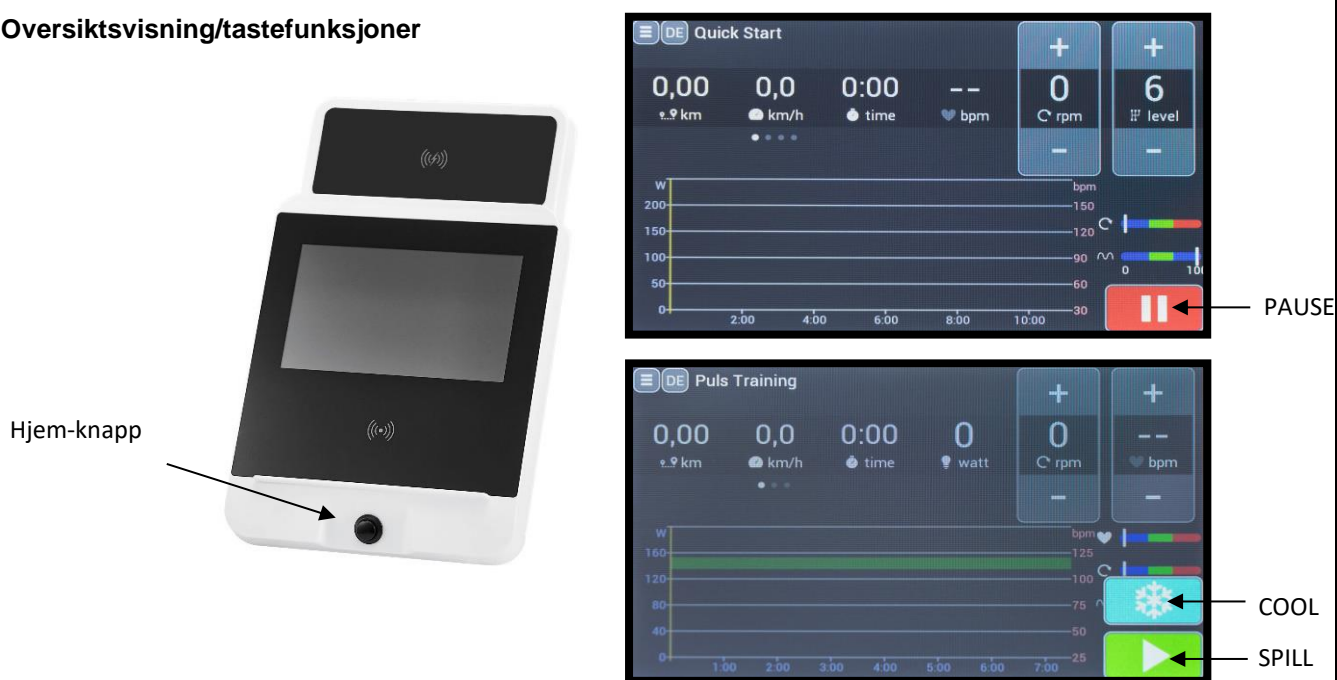 Oversiktsvisning/tastefunksjoner
Hjem-knapp
DE Quick Start
0,00 0,0 0:00 -- 0 6
km km/h time bpm rpm level
W bpm
200 150
150 120
100 90
50 60
0 30
0 10
2:00 4:00 6:00 8:00 10:00
PAUSE
DE Puls Training
0,00 0,0 0:00 0 0 --
km km/h time watt rpm bpm
W bpm
160 125
120 100
80 75
40 50
0 25
1:00 2:00 3:00 4:00 5:00 6:00 7:00
COOL
SPILL